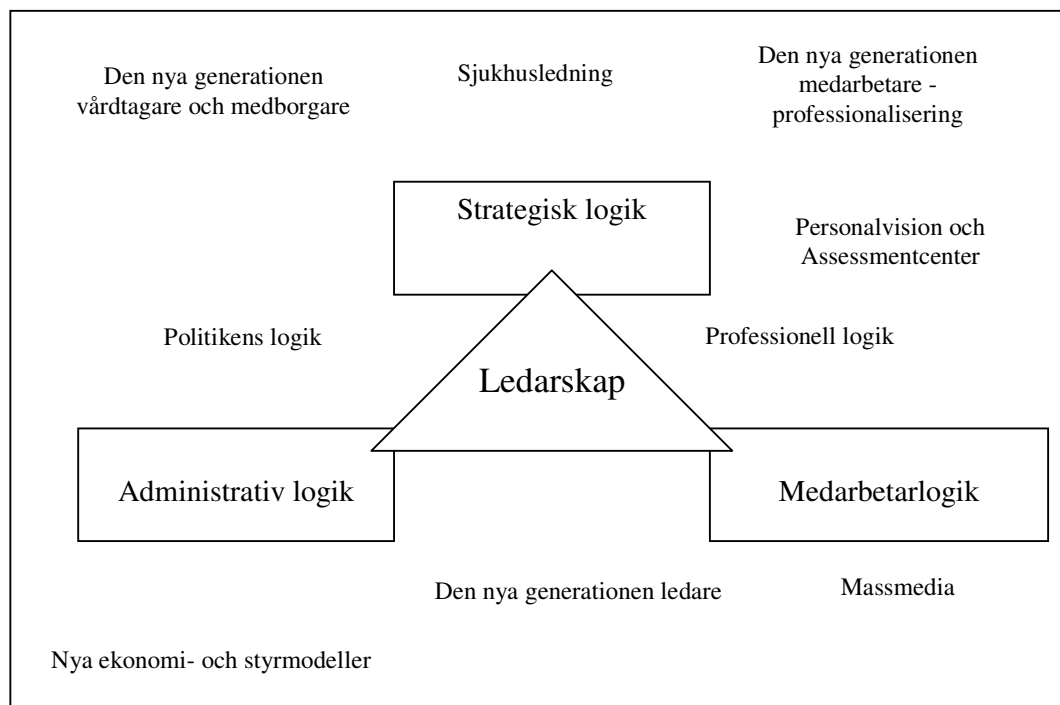 Den nya generationen
vårdtagare och medborgare
Sjukhusledning
Den nya generationen
medarbetare -
professionalisering
Strategisk logik
Personalvision och
Assessmentcenter
Politikens logik
Professionell logik
Ledarskap
Administrativ logik
Medarbetarlogik
Den nya generationen ledare
Massmedia
Nya ekonomi- och styrmodeller